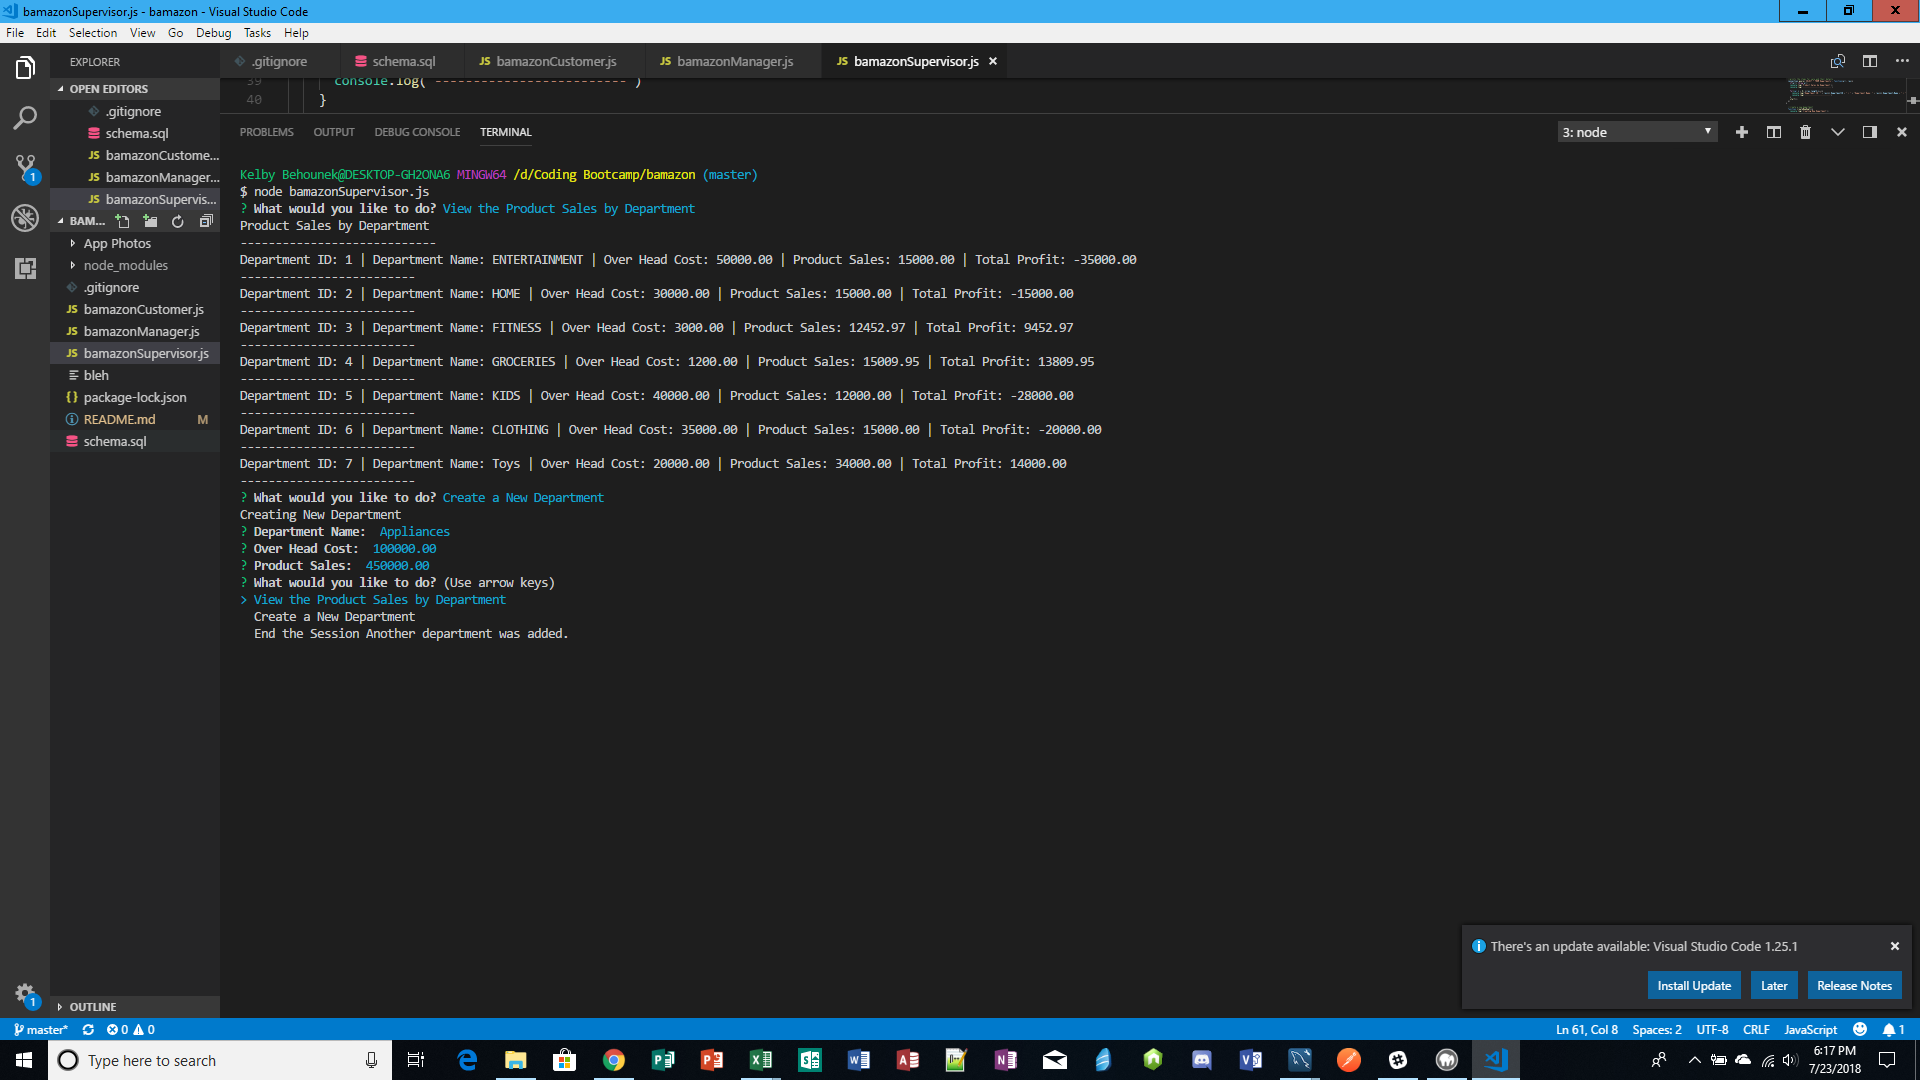 bamazonSupervisor.js - bamazon - Visual Studio Code
File Edit Selection View Go Debug Tasks Help
EXPLORER
.gitignore
schema.sql
JS bamazonCustomer.js
JS bamazonManager.js
JS bamazonSupervisor.js
OPEN EDITORS
.gitignore
schema.sql
JS bamazonCustome...
JS bamazonManager...
JS bamazonSupervis...
BAM...
App Photos
node_modules
.gitignore
JS bamazonCustomer.js
JS bamazonManager.js
JS bamazonSupervisor.js
bleh
{} package-lock.json
README.md M
schema.sql
OUTLINE
39 console.log( --------------------------- )
40 }
PROBLEMS OUTPUT DEBUG CONSOLE TERMINAL
3: node
Kelby Behounek@DESKTOP-GH2ONA6 MINGW64 /d/Coding Bootcamp/bamazon (master)
$ node bamazonSupervisor.js
? What would you like to do? View the Product Sales by Department
Product Sales by Department
----------------------------
Department ID: 1 | Department Name: ENTERTAINMENT | Over Head Cost: 50000.00 | Product Sales: 15000.00 | Total Profit: -35000.00
-------------------------
Department ID: 2 | Department Name: HOME | Over Head Cost: 30000.00 | Product Sales: 15000.00 | Total Profit: -15000.00
-------------------------
Department ID: 3 | Department Name: FITNESS | Over Head Cost: 3000.00 | Product Sales: 12452.97 | Total Profit: 9452.97
-------------------------
Department ID: 4 | Department Name: GROCERIES | Over Head Cost: 1200.00 | Product Sales: 15009.95 | Total Profit: 13809.95
-------------------------
Department ID: 5 | Department Name: KIDS | Over Head Cost: 40000.00 | Product Sales: 12000.00 | Total Profit: -28000.00
-------------------------
Department ID: 6 | Department Name: CLOTHING | Over Head Cost: 35000.00 | Product Sales: 15000.00 | Total Profit: -20000.00
-------------------------
Department ID: 7 | Department Name: Toys | Over Head Cost: 20000.00 | Product Sales: 34000.00 | Total Profit: 14000.00
-------------------------
? What would you like to do? Create a New Department
Creating New Department
? Department Name:  Appliances
? Over Head Cost:  100000.00
? Product Sales:  450000.00
? What would you like to do? (Use arrow keys)
> View the Product Sales by Department
Create a New Department
End the Session Another department was added.
There's an update available: Visual Studio Code 1.25.1
Install Update Later Release Notes
1
1
master* 0 0
Ln 61, Col 8 Spaces: 2 UTF-8 CRLF JavaScript 1
Type here to search
6:17 PM
7/23/2018